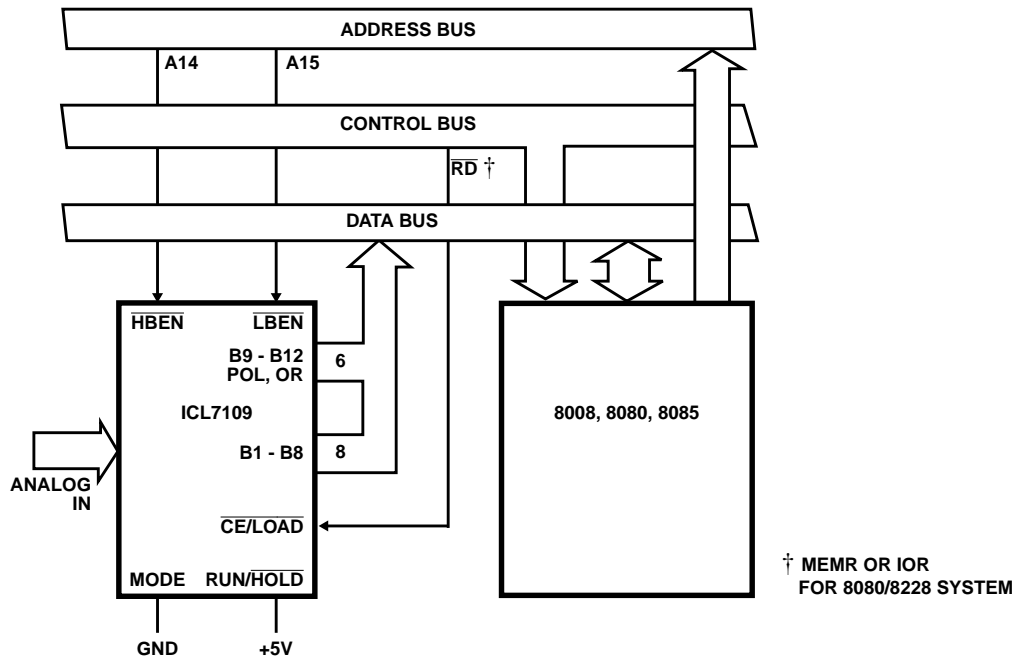 ADDRESS BUS
A14
A15
CONTROL BUS
RD †
DATA BUS
HBEN
LBEN
B9 - B12
POL, OR
6
ICL7109
8008, 8080, 8085
B1 - B8
8
ANALOG
IN
CE/LOAD
MODE
RUN/HOLD
† MEMR OR IOR
FOR 8080/8228 SYSTEM
GND
+5V